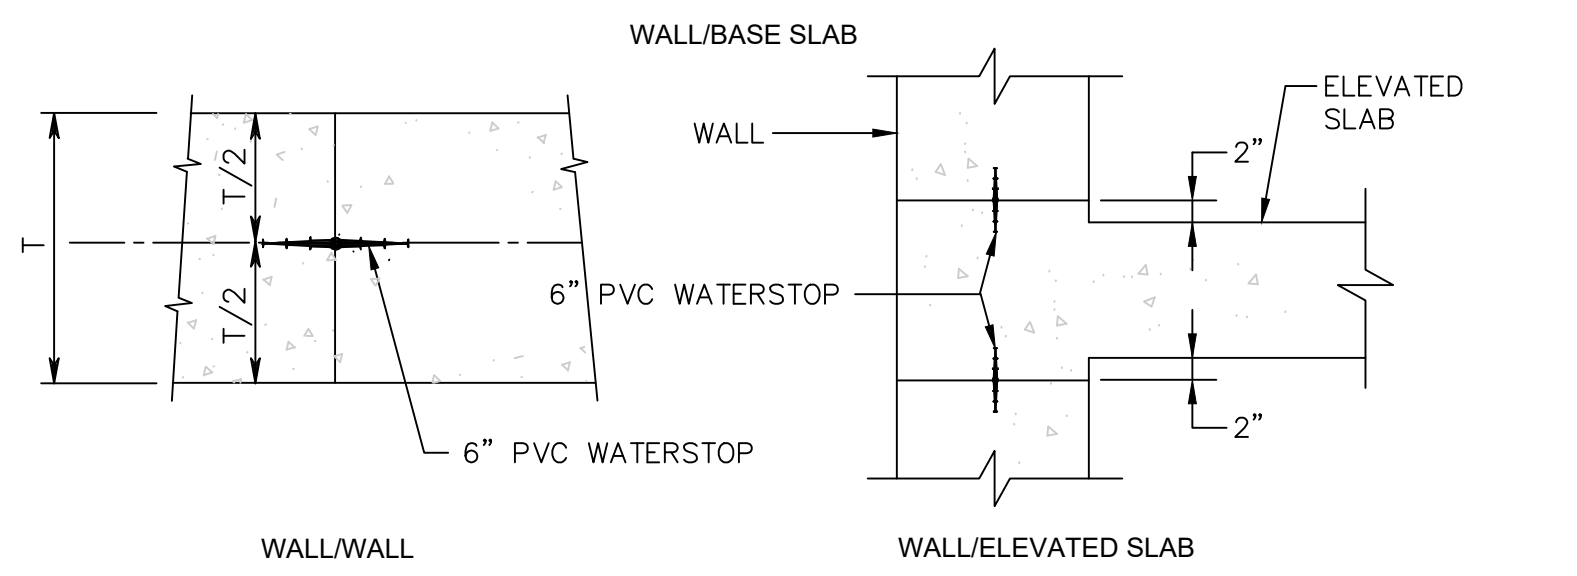 WALL/BASE SLAB
T
T/2
T/2
6” PVC WATERSTOP
WALL/WALL
WALL
ELEVATED
SLAB
2”
6” PVC WATERSTOP
2”
WALL/ELEVATED SLAB